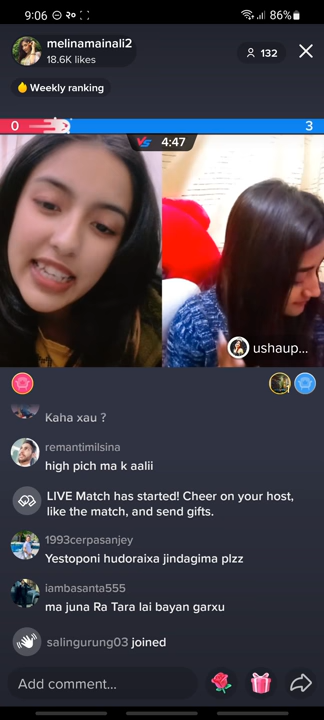 9:06
86%
melinamainali2
18.6K likes
132
Weekly ranking
0
VS 4:47
3
ushaup...
Kaha xau ?
remantimilsina
high pich ma k aalii
LIVE Match has started! Cheer on your host,
like the match, and send gifts.
1993cerpasanjey
Yestoponi hudoraixa jindagima plzz
iambasanta555
ma juna Ra Tara lai bayan garxu
salingurung03 joined
Add comment...